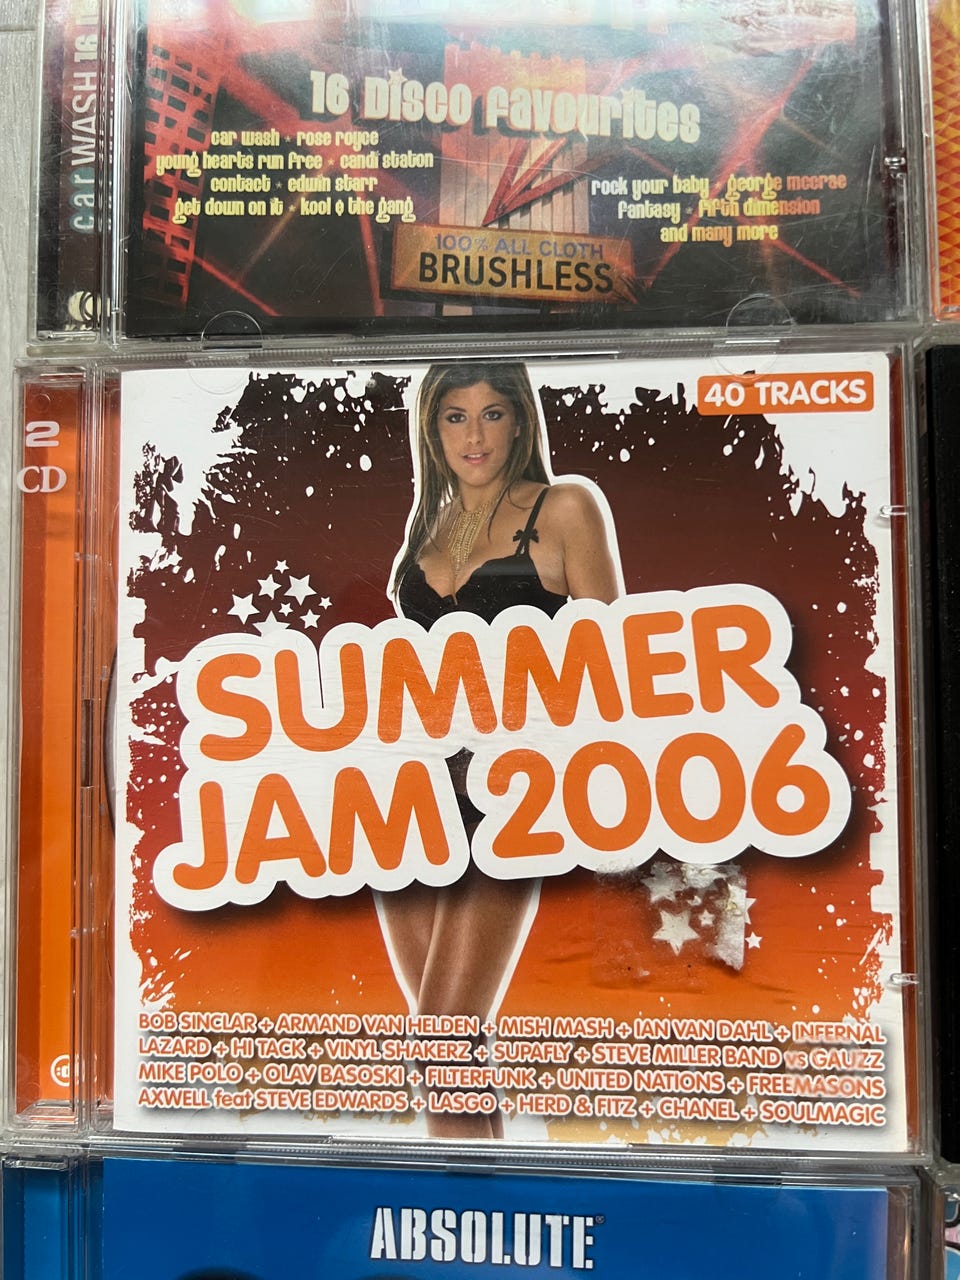 car WASH 16
16 Disco favourites
car wash * rose royce
young hearts run free * candi staton
contact * edwin starr
get down on it * kool & the gang
rock your baby * george mccrae
fantasy * fifth dimension
and many more
100% ALL CLOTH
BRUSHLESS
2
CD
40 TRACKS
SUMMER
JAM 2006
BOB SINCLAR + ARMAND VAN HELDEN + MISH MASH + IAN VAN DAHL + INFERNAL
LAZARD + HI TACK + VINYL SHAKERZ + SUPAFLY + STEVE MILLER BAND vs GAUZZ
MIKE POLO + OLAV BASOSKI + FILTERFUNK + UNITED NATIONS + FREEMASONS
AXWELL feat STEVE EDWARDS + LASGO + HERD & FITZ + CHANEL + SOULMAGIC
ABSOLUTE